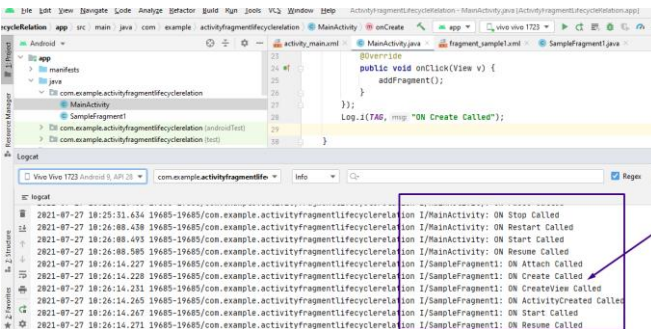 File Edit View Navigate Code Analyze Refactor Build Run Tools VCS Window Help ActivityFragmentLifecycleRelation - MainActivity.java [ActivityFragmentLifecycleRelation.app]
ecycleRelation app src main java com example activityfragmentlifecyclerelation MainActivity onCreate app vivo vivo 1723
Android activity_main.xml MainActivity.java fragment_sample1.xml SampleFragment1.java
1: Project
Resource Manager
2: Structure
2: Favorites
app
manifests
java
com.example.activityfragmentlifecyclerelation
MainActivity
SampleFragment1
com.example.activityfragmentlifecyclerelation (androidTest)
com.example.activityfragmentlifecyclerelation (test)
23 @Override
24 public void onClick(View v) {
25 addFragment();
26 }
27 });
28 Log.i(TAG, msg: "ON Create Called");
29
30 }
Logcat
Vivo Vivo 1723 Android 9, API 28 com.example.activityfragmentlifec Info Regex
logcat
2021-07-27 10:25:31.634 19685-19685/com.example.activityfragmentlifecyclerelation I/MainActivity: ON Stop Called
2021-07-27 10:26:08.430 19685-19685/com.example.activityfragmentlifecyclerelation I/MainActivity: ON Restart Called
2021-07-27 10:26:08.493 19685-19685/com.example.activityfragmentlifecyclerelation I/MainActivity: ON Start Called
2021-07-27 10:26:08.505 19685-19685/com.example.activityfragmentlifecyclerelation I/MainActivity: ON Resume Called
2021-07-27 10:26:14.227 19685-19685/com.example.activityfragmentlifecyclerelation I/SampleFragment1: ON Attach Called
2021-07-27 10:26:14.228 19685-19685/com.example.activityfragmentlifecyclerelation I/SampleFragment1: ON Create Called
2021-07-27 10:26:14.231 19685-19685/com.example.activityfragmentlifecyclerelation I/SampleFragment1: ON CreateView Called
2021-07-27 10:26:14.265 19685-19685/com.example.activityfragmentlifecyclerelation I/SampleFragment1: ON ActivityCreated Called
2021-07-27 10:26:14.267 19685-19685/com.example.activityfragmentlifecyclerelation I/SampleFragment1: ON Start Called
2021-07-27 10:26:14.271 19685-19685/com.example.activityfragmentlifecyclerelation I/SampleFragment1: ON Resume Called